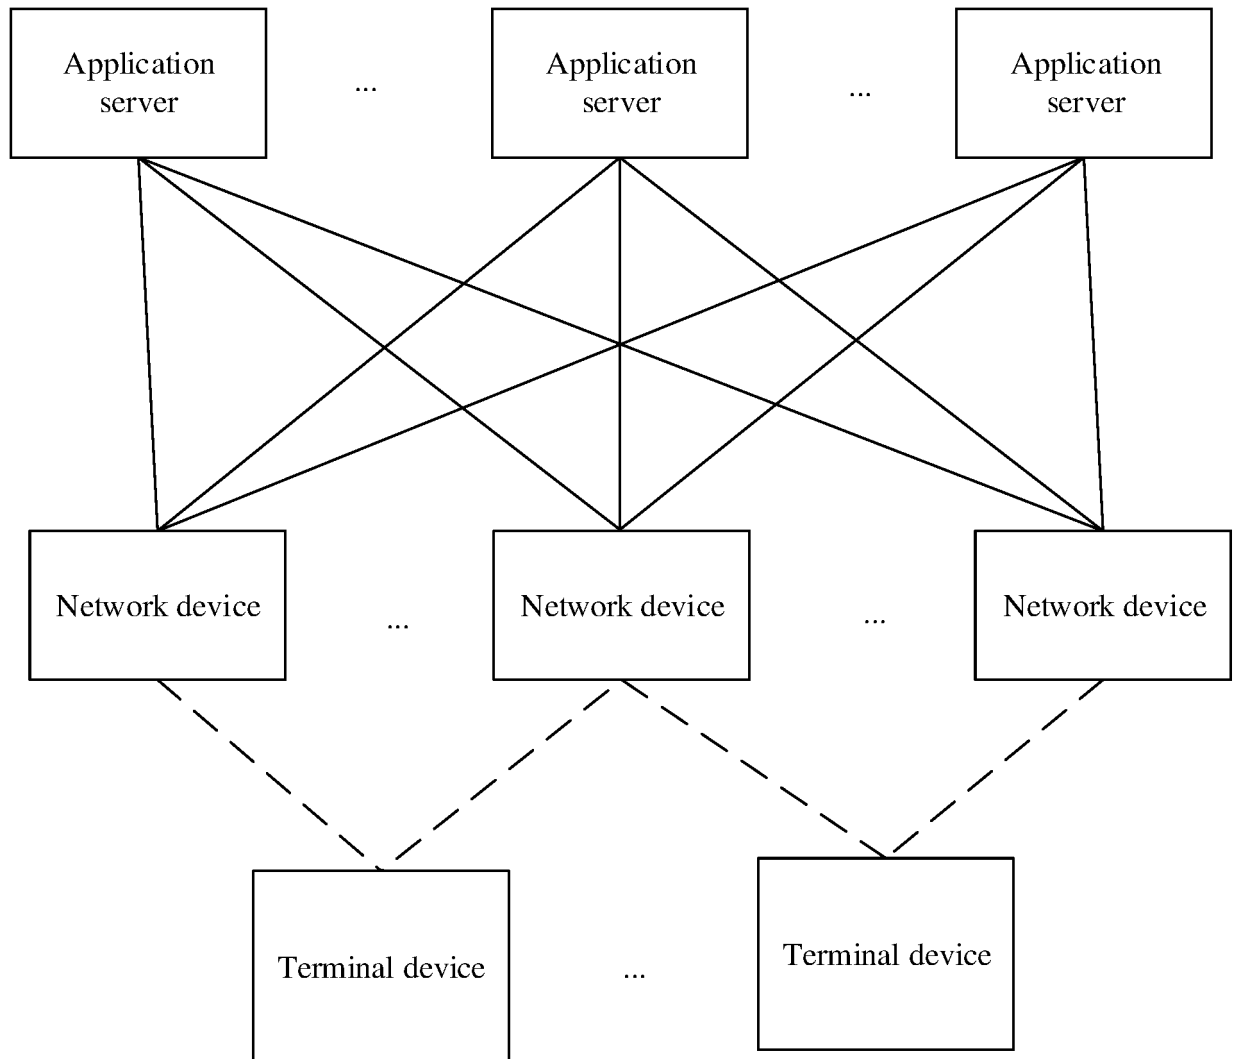 Application
server
...
Application
server
...
Application
server
Network device
...
Network device
...
Network device
Terminal device
...
Terminal device